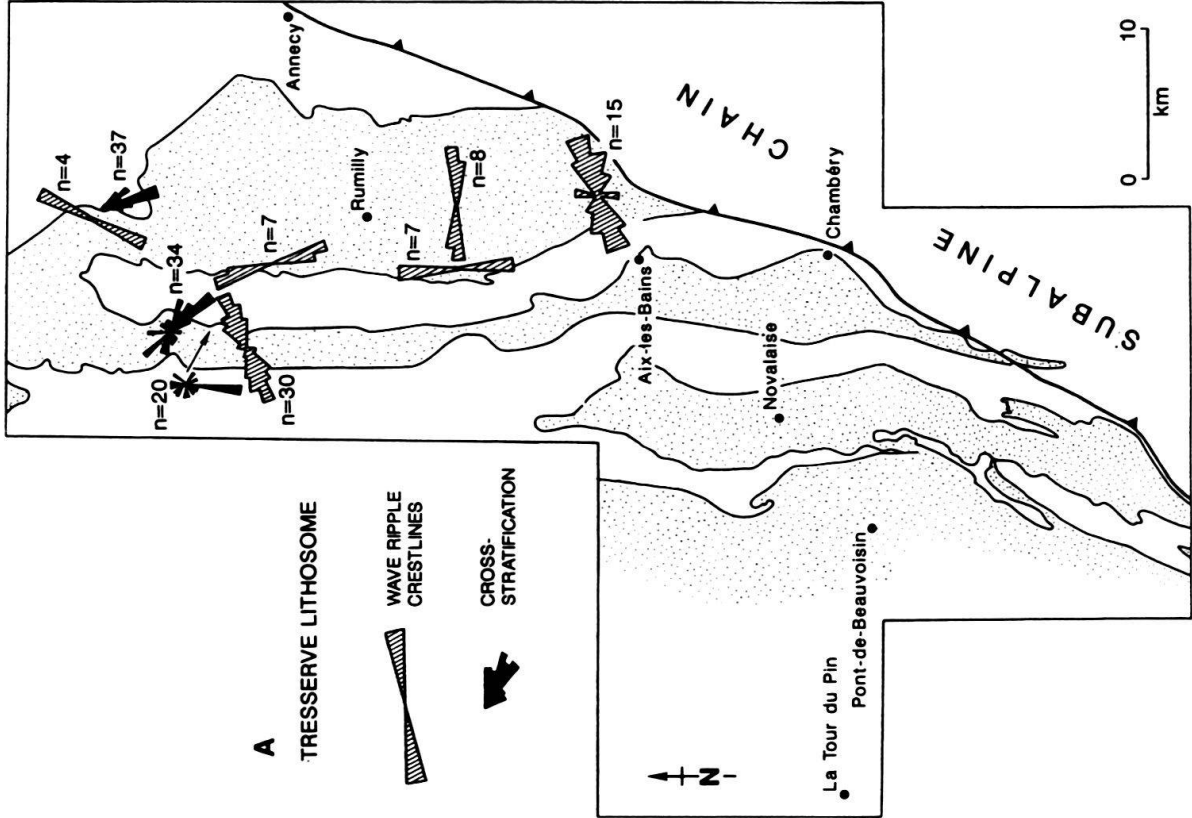 A
TRESSERVE LITHOSOME
WAVE RIPPLE
CRESTLINES
CROSS-
STRATIFICATION
N
n=4
n=37
n=34
n=20
n=30
n=7
n=7
n=8
n=15
Annecy
Rumilly
Aix-les-Bains
Chambéry
Novalaise
La Tour du Pin
Pont-de-Beauvoisin
SUBALPINE
CHAIN
0
10
km